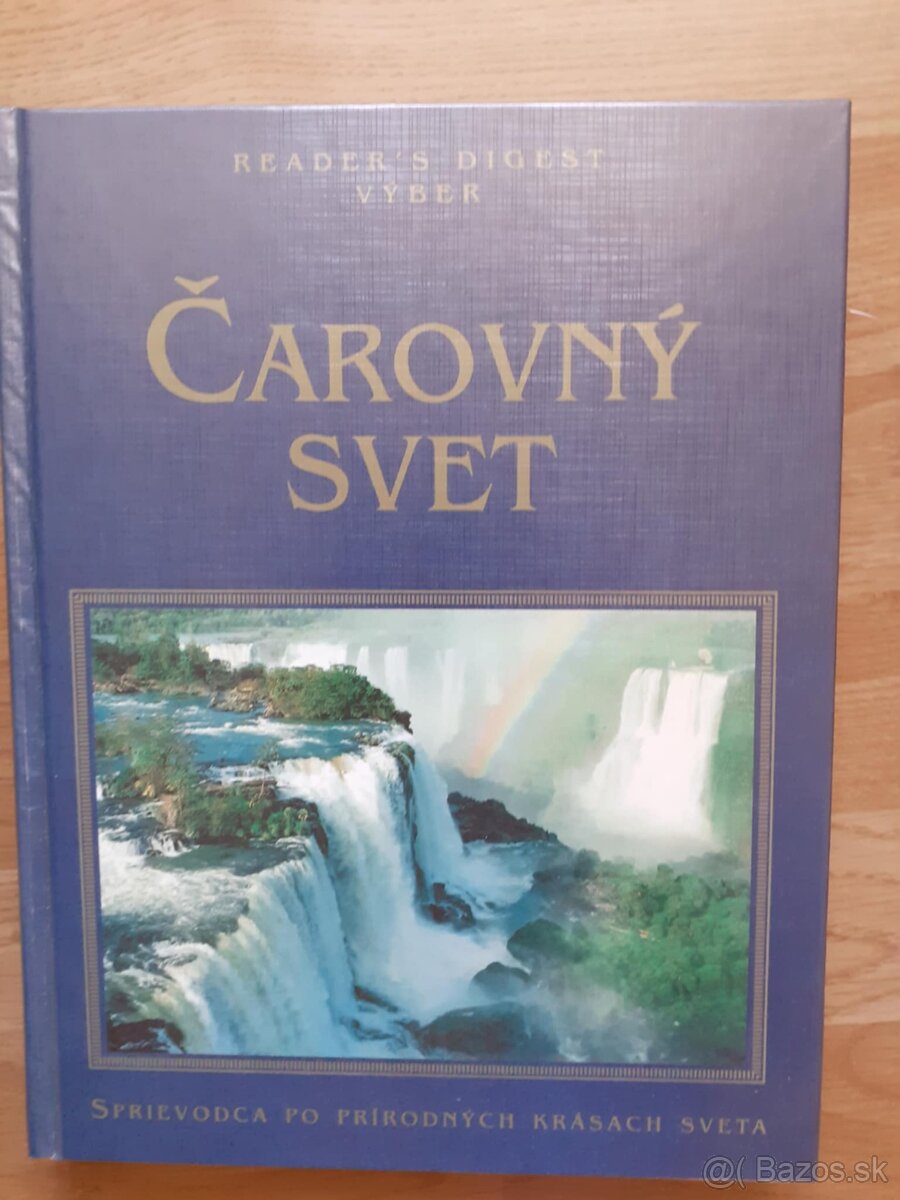 READER'S DIGEST
VÝBER
ČAROVNÝ
SVET
SPRIEVODCA PO PRÍRODNÝCH KRÁSACH SVETA
@( Bazos.sk